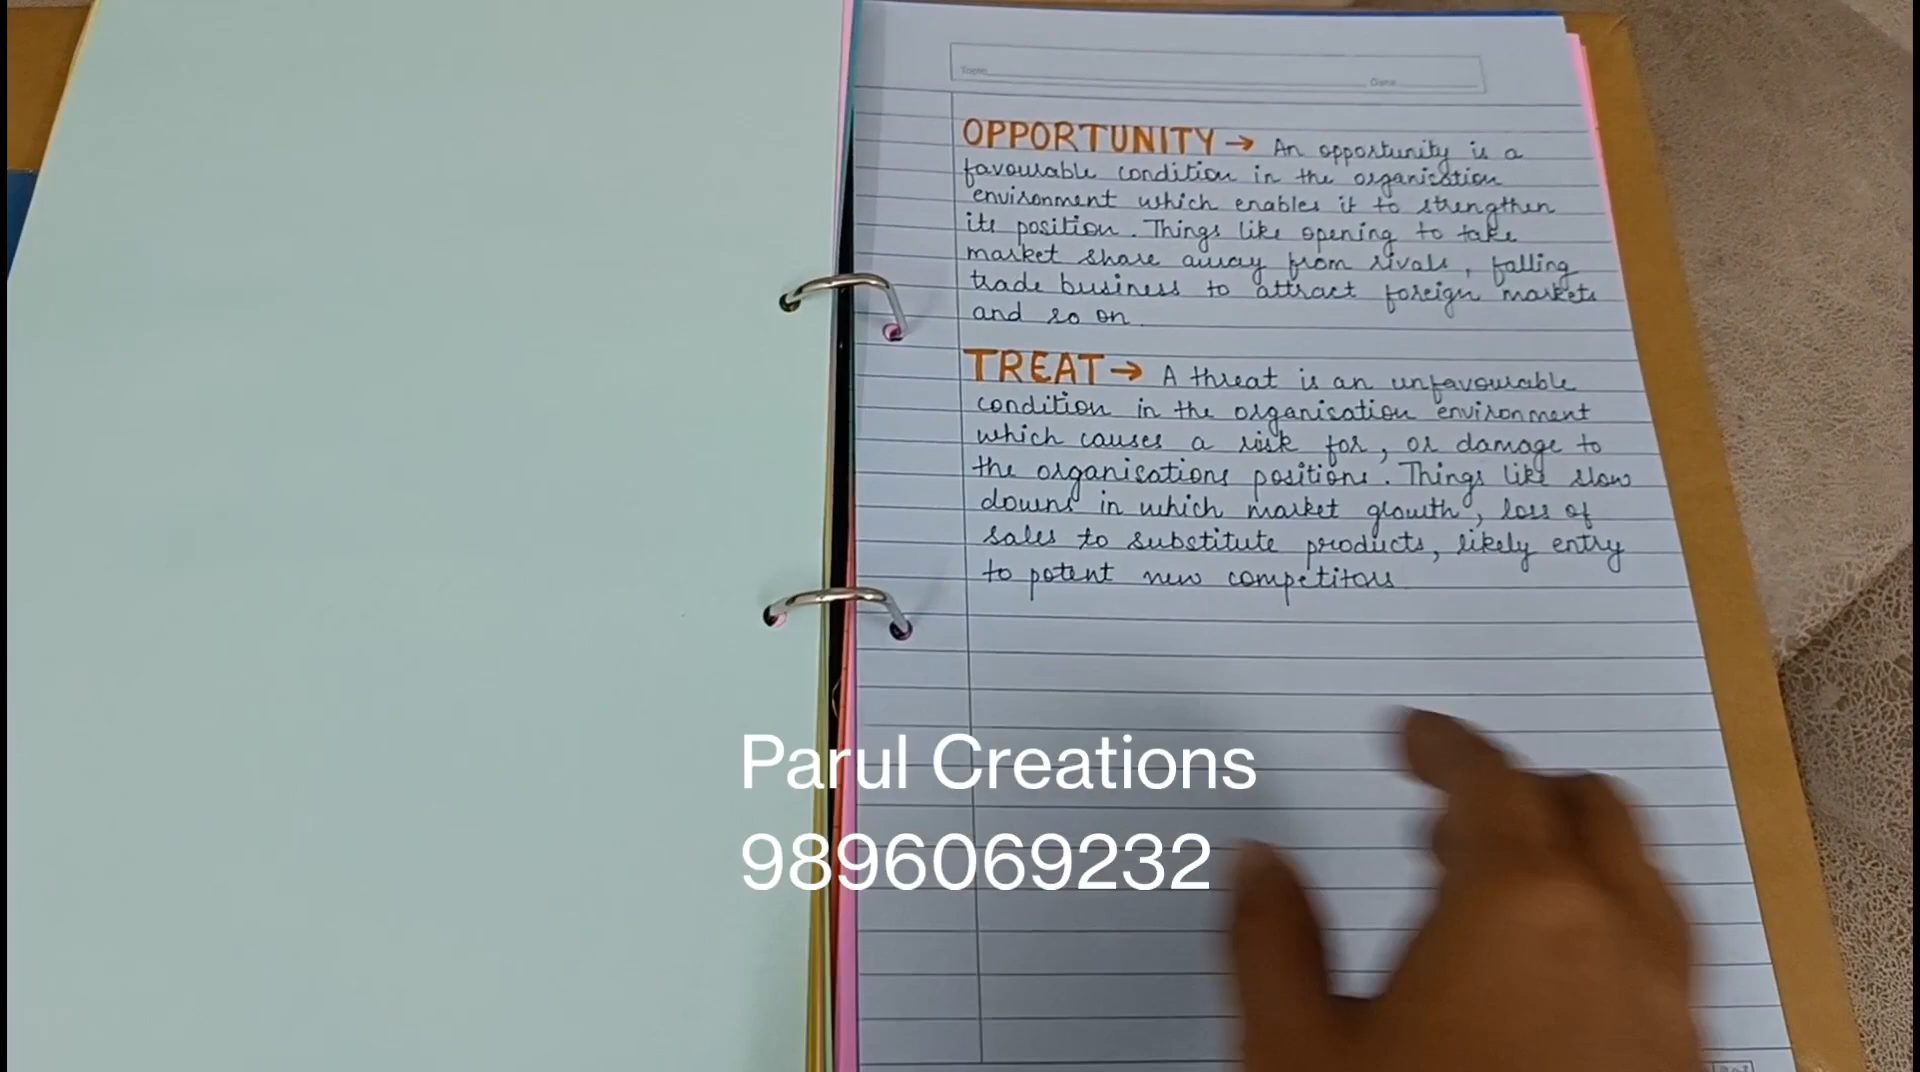 Topic
Date
OPPORTUNITY → An opportunity is a
favourable condition in the organisation
environment which enables it to strengthen
its position. Things like opening to take
market share away from rivals, falling
trade business to attract foreign markets
and so on.
TREAT → A threat is an unfavourable
condition in the organisation environment
which causes a risk for, or damage to
the organisations positions. Things like slow
downs in which market growth, loss of
sales to substitute products, likely entry
to potent new competitors
Parul Creations
9896069232